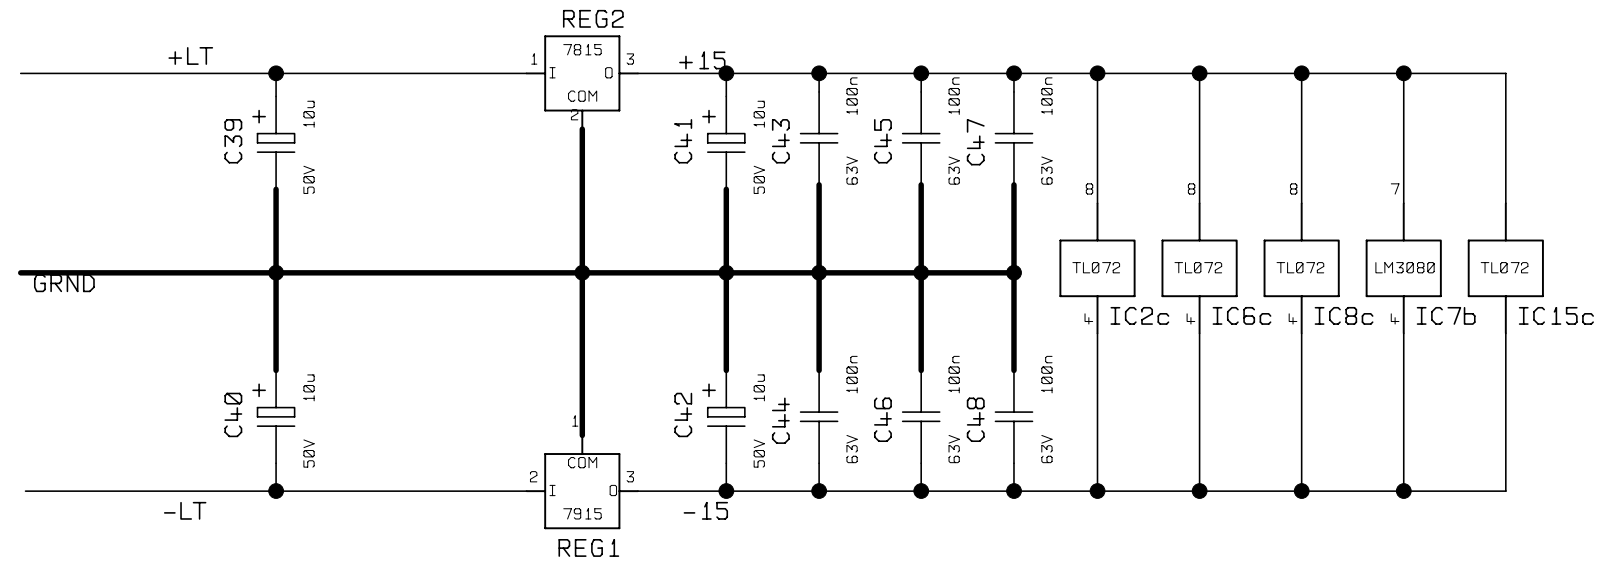 REG2
7815
+LT
1
I
O
3
+15
COM
2
C39
+
10u
50V
C41
+
10u
50V
C43
100n
63V
C45
100n
63V
C47
100n
63V
8
8
8
7
GRND
TL072
TL072
TL072
LM3080
TL072
4
IC2c
4
IC6c
4
IC8c
4
IC7b
IC15c
C40
+
10u
50V
C42
+
10u
50V
C44
100n
63V
C46
100n
63V
C48
100n
63V
1
COM
2
I
O
3
-LT
7915
-15
REG1